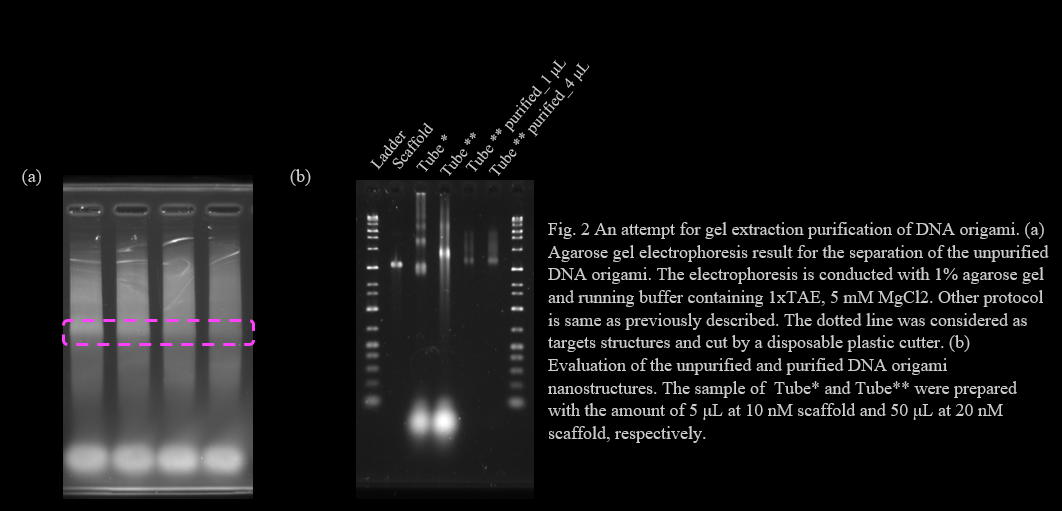 (a)
(b)
Ladder
Scaffold
Tube *
Tube **
Tube ** purified_1 μL
Tube ** purified_4 μL
Fig. 2 An attempt for gel extraction purification of DNA origami. (a)
Agarose gel electrophoresis result for the separation of the unpurified
DNA origami. The electrophoresis is conducted with 1% agarose gel
and running buffer containing 1xTAE, 5 mM MgCl2. Other protocol
is same as previously described. The dotted line was considered as
targets structures and cut by a disposable plastic cutter. (b)
Evaluation of the unpurified and purified DNA origami
nanostructures. The sample of  Tube* and Tube** were prepared
with the amount of 5 μL at 10 nM scaffold and 50 μL at 20 nM
scaffold, respectively.